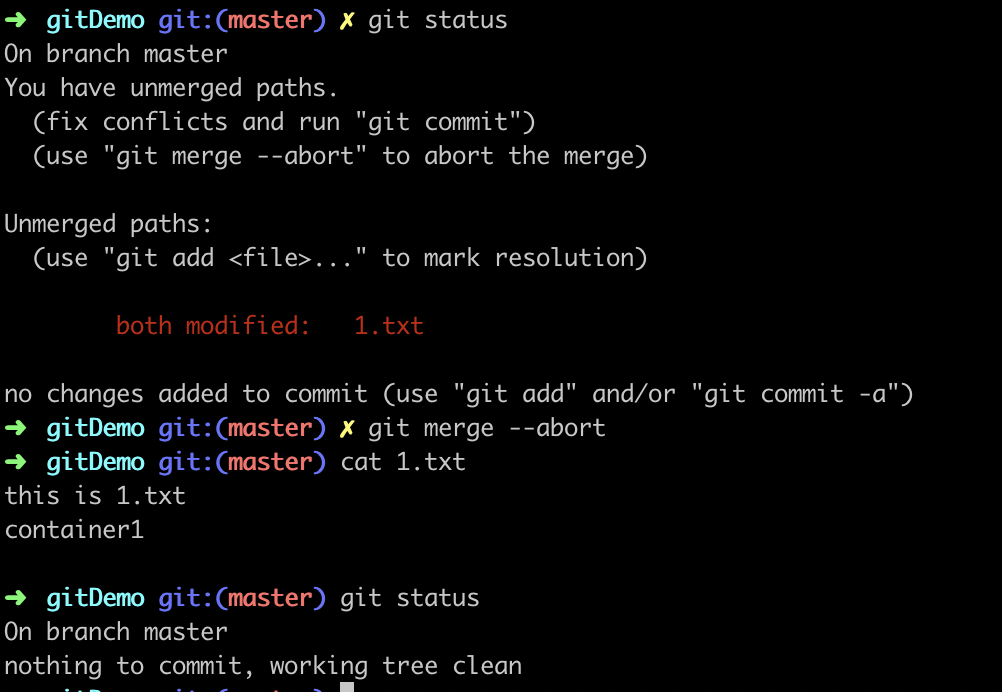 ➜ gitDemo git:(master) ✗ git status
On branch master
You have unmerged paths.
  (fix conflicts and run "git commit")
  (use "git merge --abort" to abort the merge)

Unmerged paths:
  (use "git add <file>..." to mark resolution)

        both modified:   1.txt

no changes added to commit (use "git add" and/or "git commit -a")
➜ gitDemo git:(master) ✗ git merge --abort
➜ gitDemo git:(master) cat 1.txt
this is 1.txt
container1

➜ gitDemo git:(master) git status
On branch master
nothing to commit, working tree clean